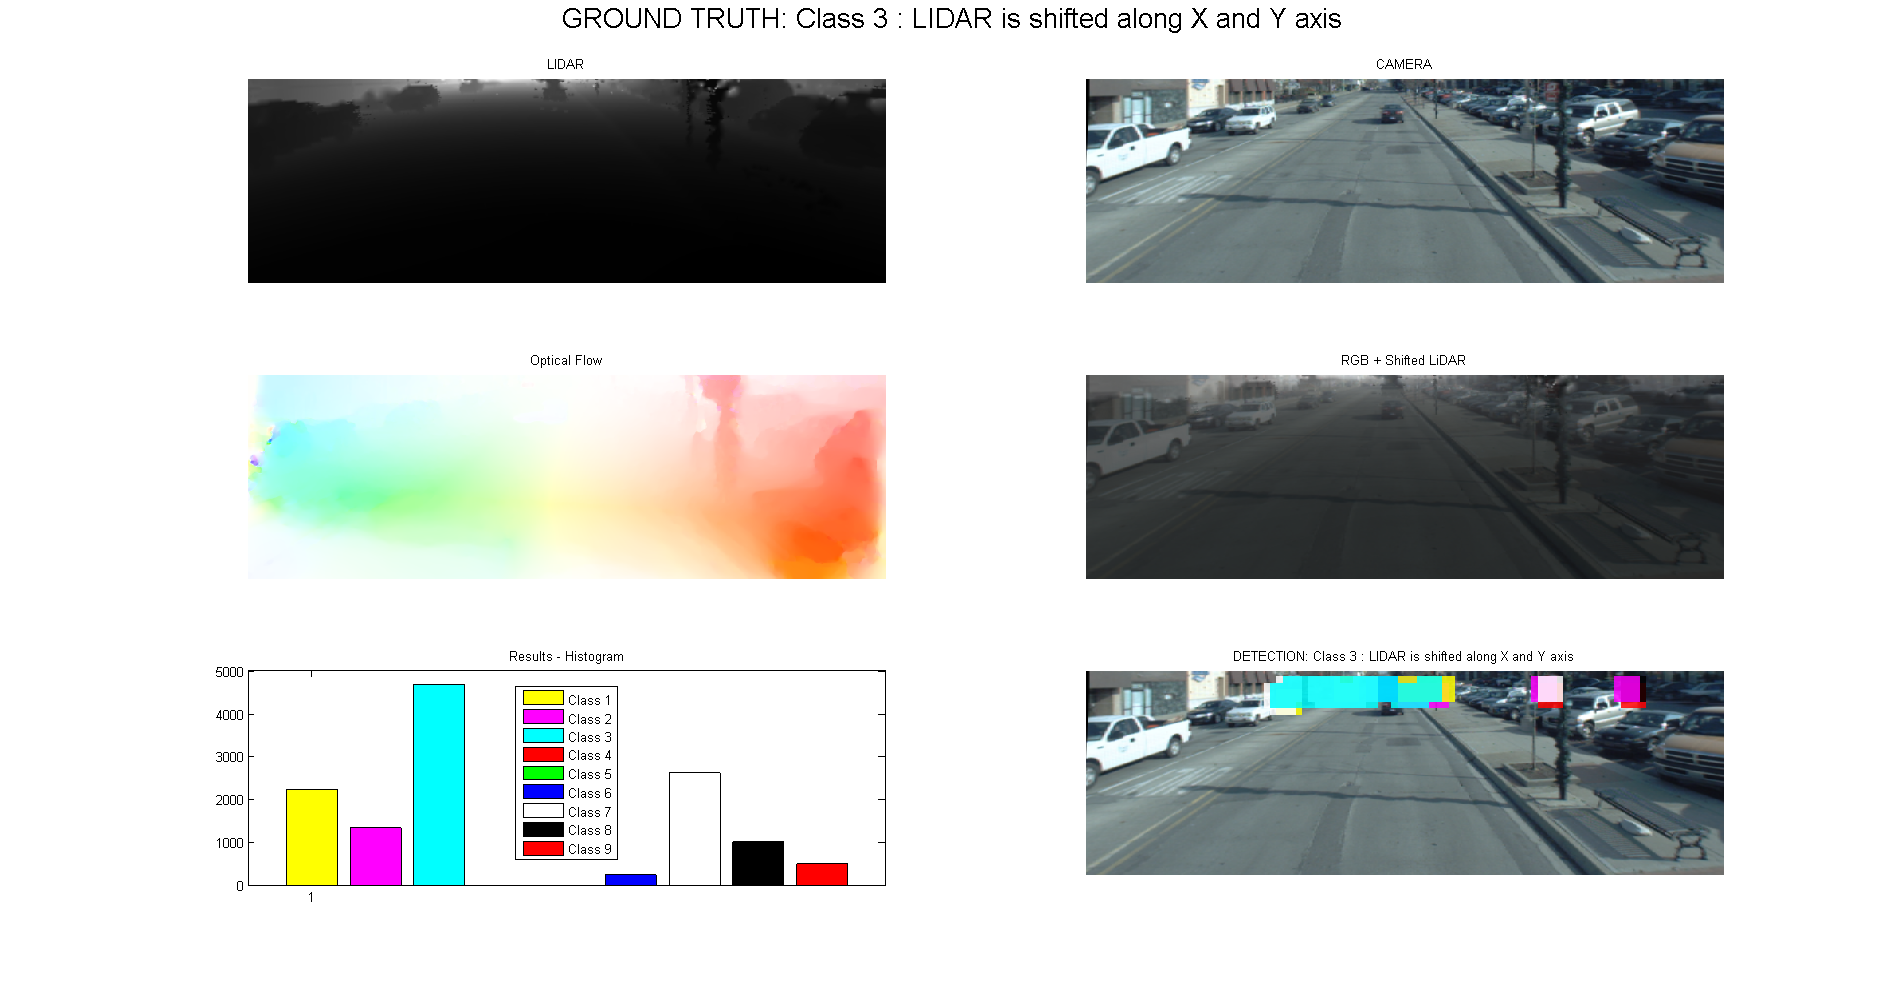 GROUND TRUTH: Class 3 : LIDAR is shifted along X and Y axis
LIDAR
CAMERA
Optical Flow
RGB + Shifted LiDAR
Results - Histogram
5000
4000
3000
2000
1000
0
1
Class 1
Class 2
Class 3
Class 4
Class 5
Class 6
Class 7
Class 8
Class 9
DETECTION: Class 3 : LIDAR is shifted along X and Y axis